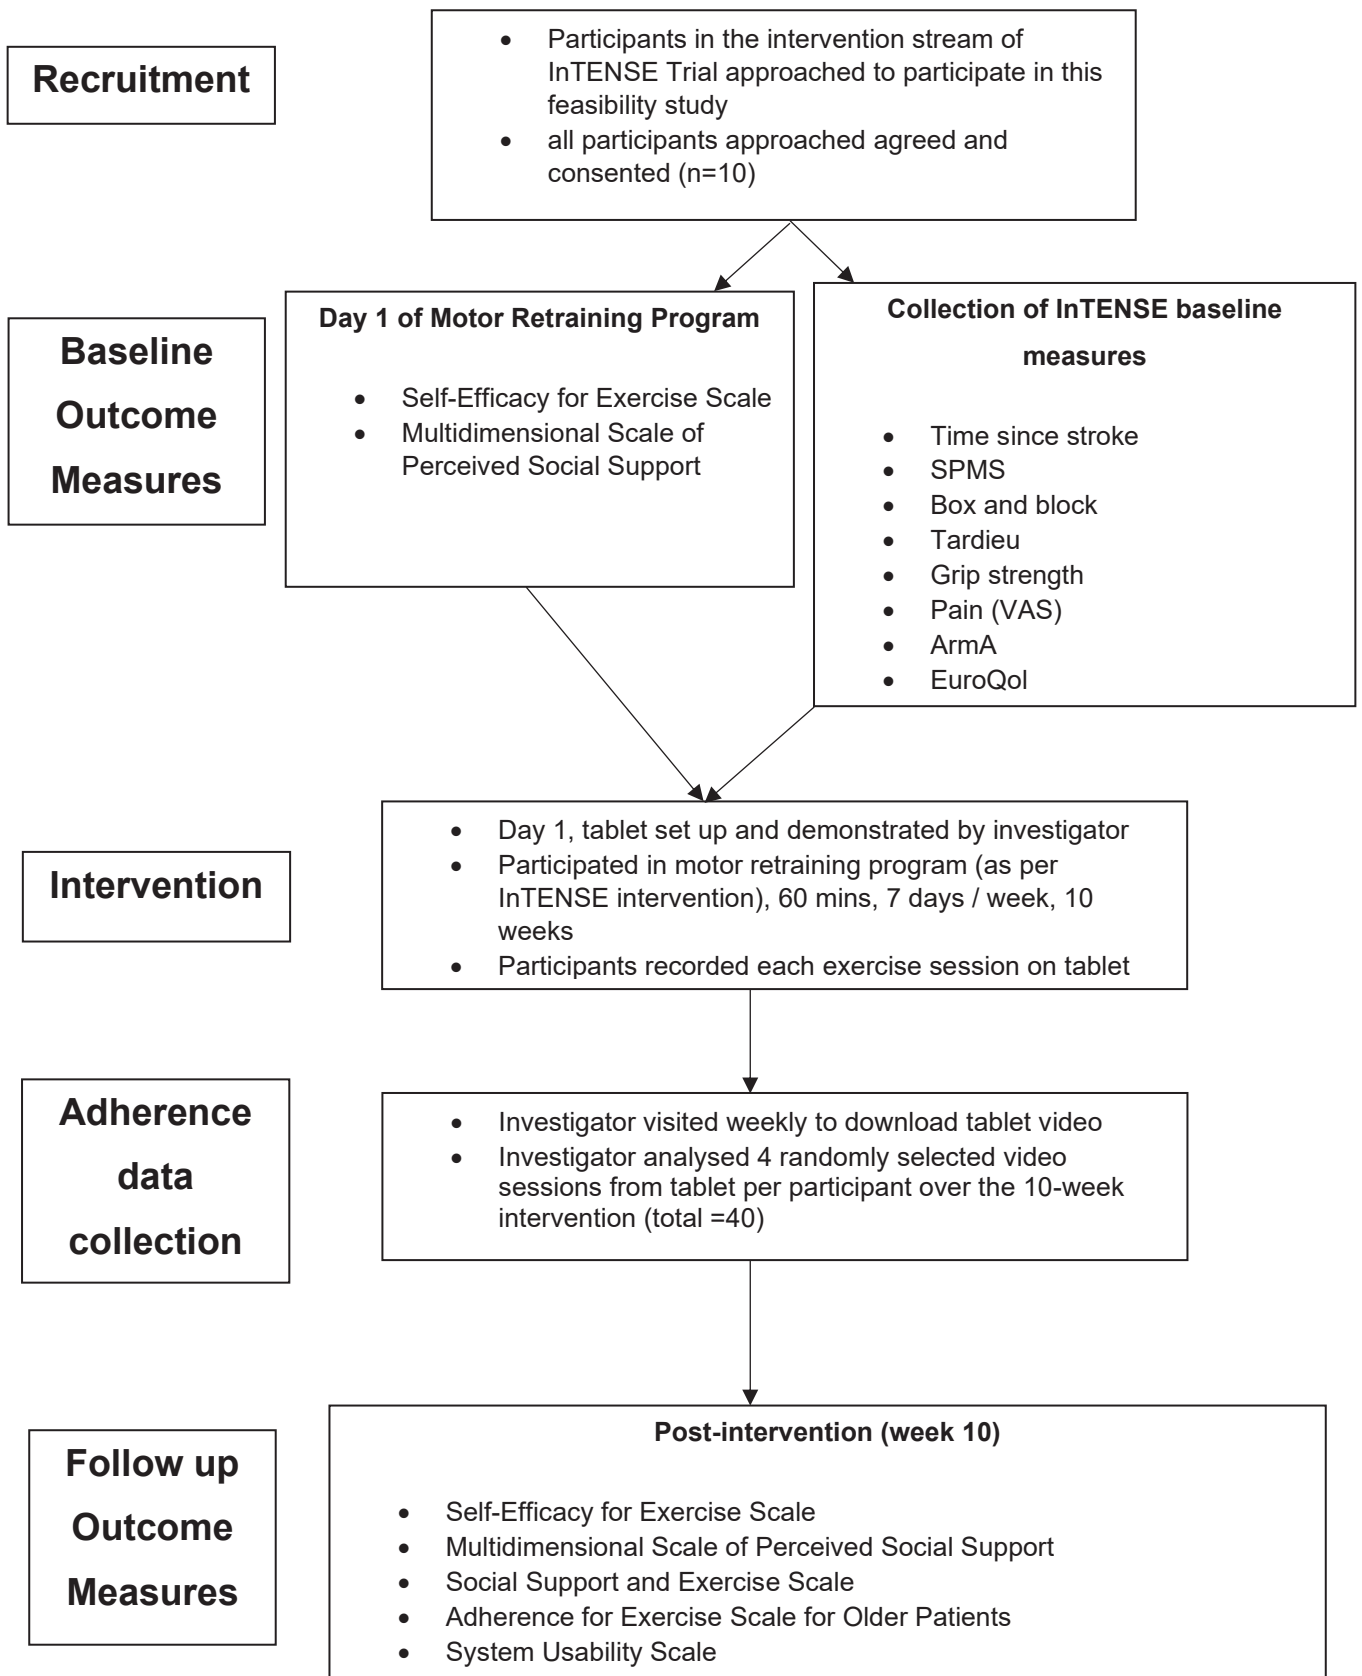 Recruitment
• Participants in the intervention stream of
InTENSE Trial approached to participate in this
feasibility study
• all participants approached agreed and
consented (n=10)
Baseline
Outcome
Measures
Day 1 of Motor Retraining Program
• Self-Efficacy for Exercise Scale
• Multidimensional Scale of
Perceived Social Support
Collection of InTENSE baseline
measures
• Time since stroke
• SPMS
• Box and block
• Tardieu
• Grip strength
• Pain (VAS)
• ArmA
• EuroQol
Intervention
• Day 1, tablet set up and demonstrated by investigator
• Participated in motor retraining program (as per
InTENSE intervention), 60 mins, 7 days / week, 10
weeks
• Participants recorded each exercise session on tablet
Adherence
data
collection
• Investigator visited weekly to download tablet video
• Investigator analysed 4 randomly selected video
sessions from tablet per participant over the 10-week
intervention (total =40)
Follow up
Outcome
Measures
Post-intervention (week 10)
• Self-Efficacy for Exercise Scale
• Multidimensional Scale of Perceived Social Support
• Social Support and Exercise Scale
• Adherence for Exercise Scale for Older Patients
• System Usability Scale